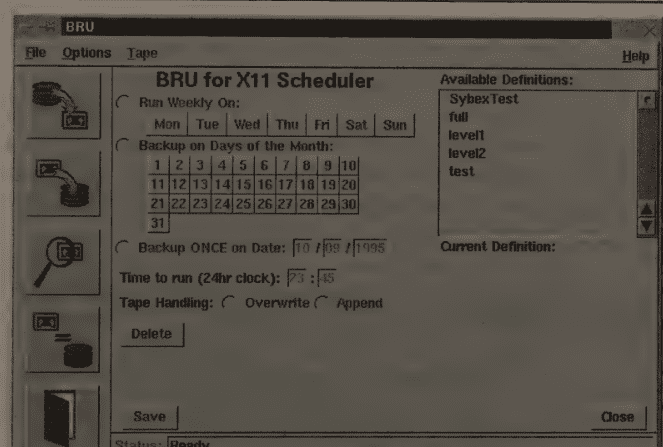 BRU
File Options Tape Help
BRU for X11 Scheduler
Run Weekly On:
Mon Tue Wed Thu Fri Sat Sun
Backup on Days of the Month:
1 2 3 4 5 6 7 8 9 10
11 12 13 14 15 16 17 18 19 20
21 22 23 24 25 26 27 28 29 30
31
Backup ONCE on Date: 10 / 09 / 1995
Time to run (24hr clock): 23 : 45
Tape Handling: Overwrite Append
Delete
Save
Available Definitions:
SybexTest
full
level1
level2
test
Current Definition:
Close
Status: Ready